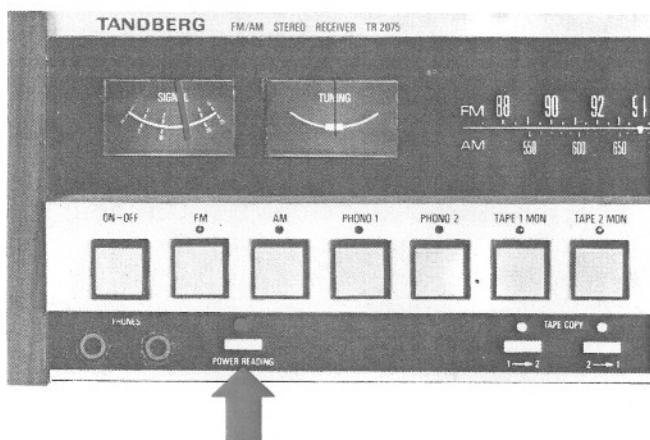 TANDBERG FM/AM STEREO RECEIVER TR 2075
SIGNAL
TUNING
FM 88 90 92
AM 550 600 650
ON-OFF FM AM PHONO 1 PHONO 2 TAPE 1 MON TAPE 2 MON
PHONES
TAPE COPY
POWER READING
1→2 2→1